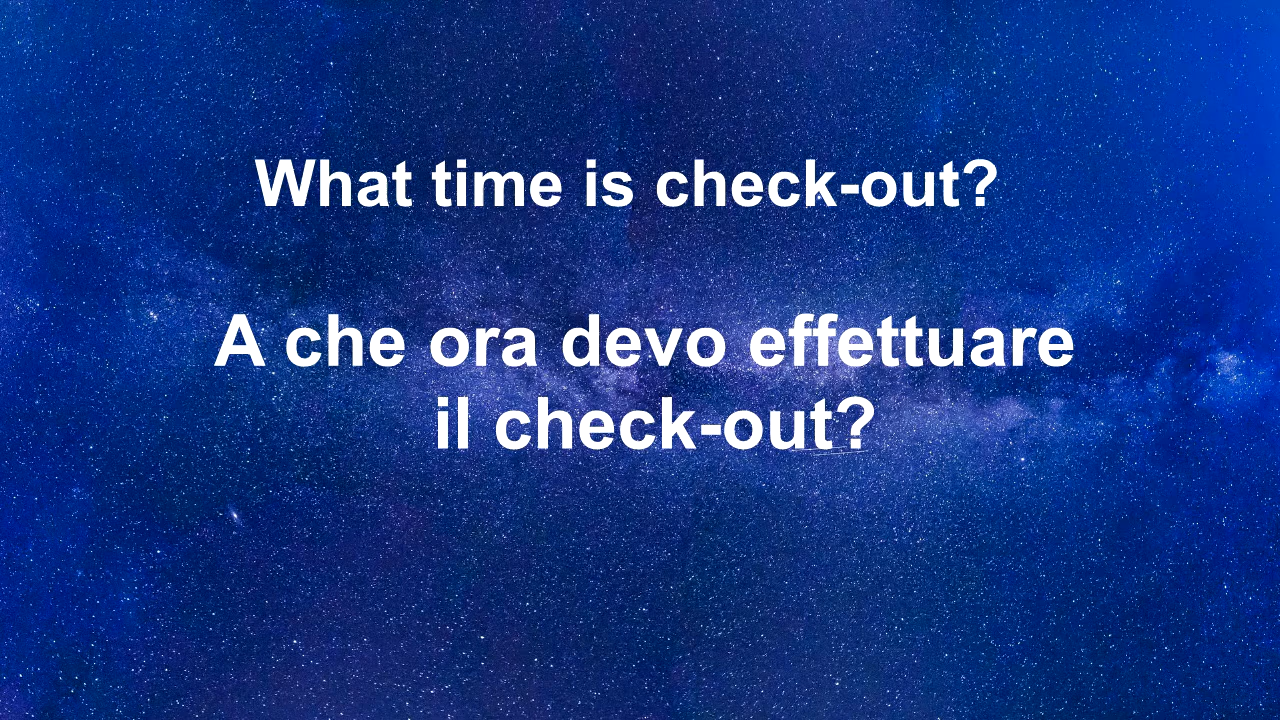 What time is check-out?
A che ora devo effettuare
il check-out?